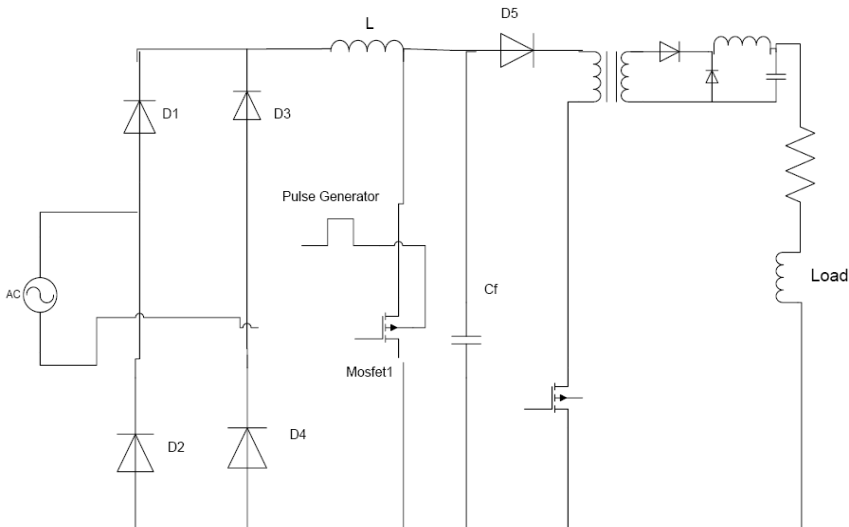 D5
L
D1
D3
Pulse Generator
AC
Load
Cf
Mosfet1
D2
D4